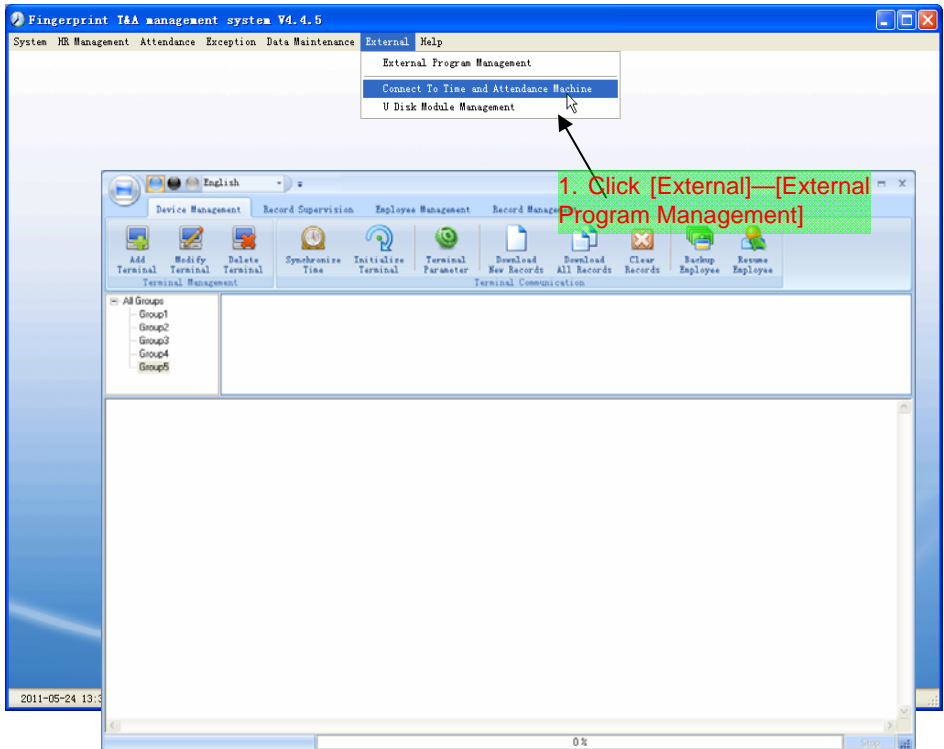 Fingerprint T&A management system V4.4.5
System HR Management Attendance Exception Data Maintenance External Help
External Program Management
Connect To Time and Attendance Machine
U Disk Module Management
1. Click [External]—[External
Program Management]
English
Device Management Record Supervision Employee Management Record
Add Terminal
Modify Terminal
Delete Terminal
Synchronize Time
Initialize Terminal
Terminal Parameter
Download New Records
Download All Records
Clear Records
Backup Employee
Resume Employee
Terminal Management
Terminal Communication
All Groups
Group1
Group2
Group3
Group4
Group5
2011-05-24
0%
Stop